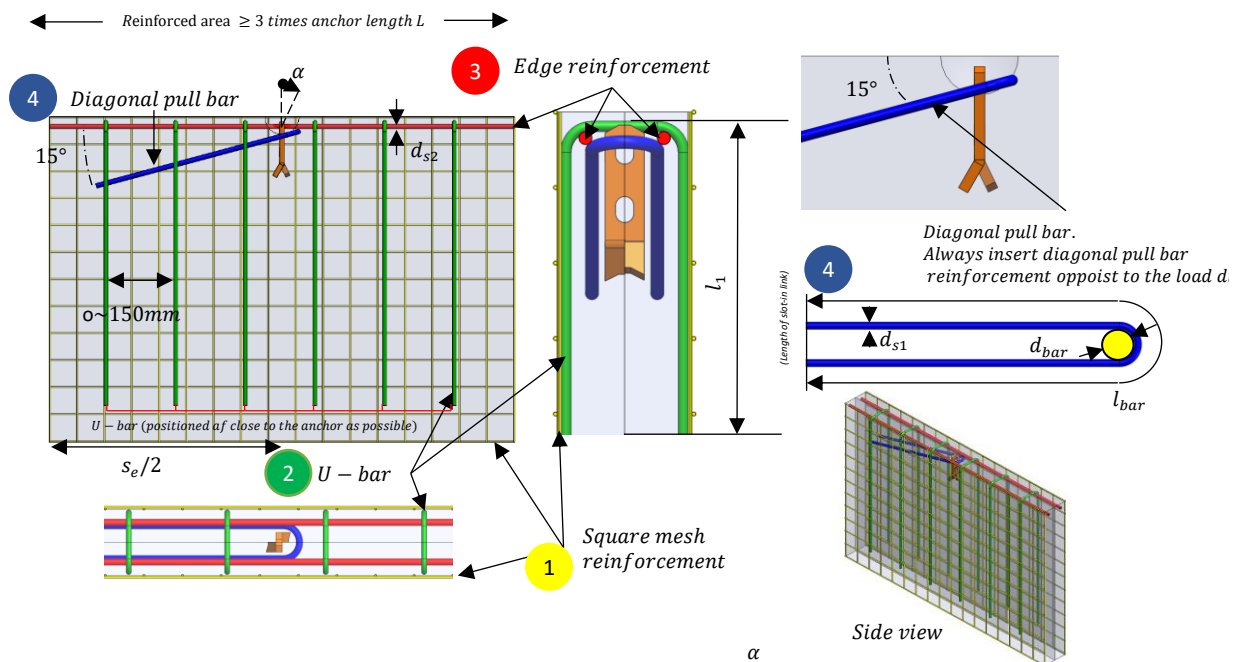 Reinforced area ≥ 3 times anchor length L
α
3
Edge reinforcement
4
Diagonal pull bar
15°
d_s2
15°
l_1
Diagonal pull bar.
Always insert diagonal pull bar
reinforcement oppoist to the load d
4
(Length of slot-in link)
d_s1
d_bar
l_bar
o~150mm
U − bar (positioned af close to the anchor as possible)
s_e/2
2
U − bar
Square mesh
reinforcement
1
Side view
α